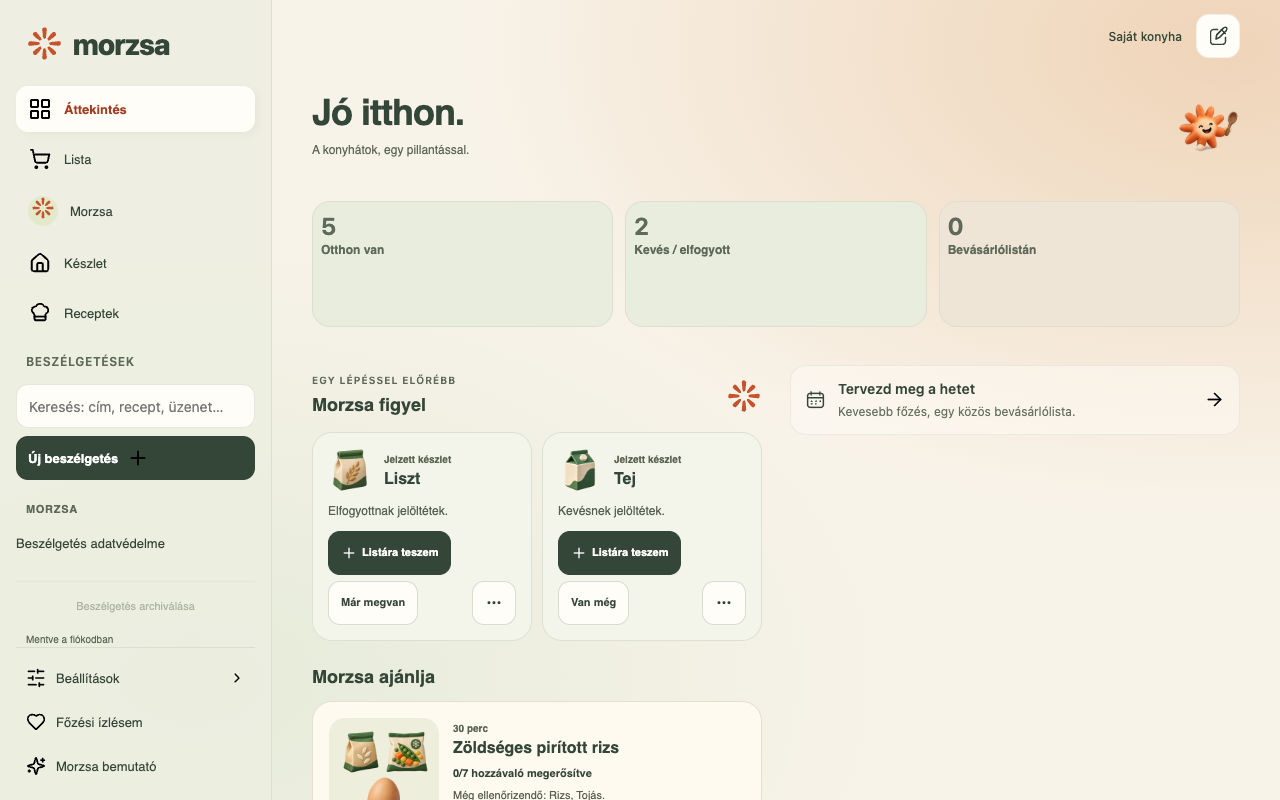 morzsa
Áttekintés
Lista
Morzsa
Készlet
Receptek
BESZÉLGETÉSEK
Keresés: cím, recept, üzenet...
Új beszélgetés
MORZSA
Beszélgetés adatvédelme
Beszélgetés archiválása
Mentve a fiókodban
Beállítások
Főzési ízlésem
Morzsa bemutató
Saját konyha
Jó itthon.
A konyhátok, egy pillantással.
5
Otthon van
2
Kevés / elfogyott
0
Bevásárlólistán
EGY LÉPÉSSEL ELŐRÉBB
Morzsa figyel
Jelzett készlet
Liszt
Elfogyottnak jelöltétek.
Listára teszem
Már megvan
Jelzett készlet
Tej
Kevésnek jelöltétek.
Listára teszem
Van még
Tervezd meg a hetet
Kevesebb főzés, egy közös bevásárlólista.
Morzsa ajánlja
30 perc
Zöldséges pirított rizs
0/7 hozzávaló megerősítve
Még ellenőrizendő: Rizs, Tojás.